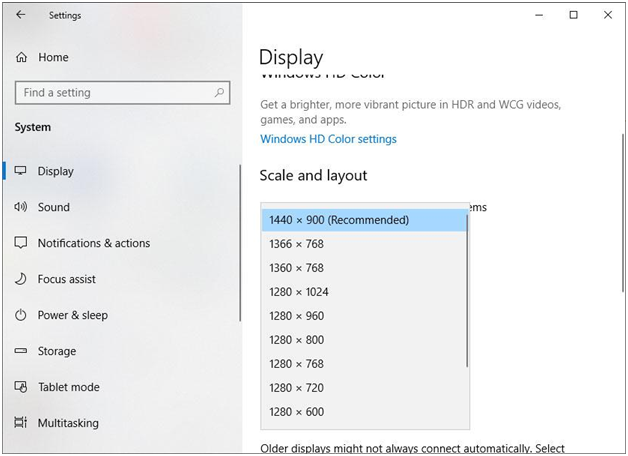 Settings
Home
Find a setting
System
Display
Sound
Notifications & actions
Focus assist
Power & sleep
Storage
Tablet mode
Multitasking
Display
Windows HD Color
Get a brighter, more vibrant picture in HDR and WCG videos,
games, and apps.
Windows HD Color settings
Scale and layout
ems
1440 × 900 (Recommended)
1366 × 768
1360 × 768
1280 × 1024
1280 × 960
1280 × 800
1280 × 768
1280 × 720
1280 × 600
Older displays might not always connect automatically. Select